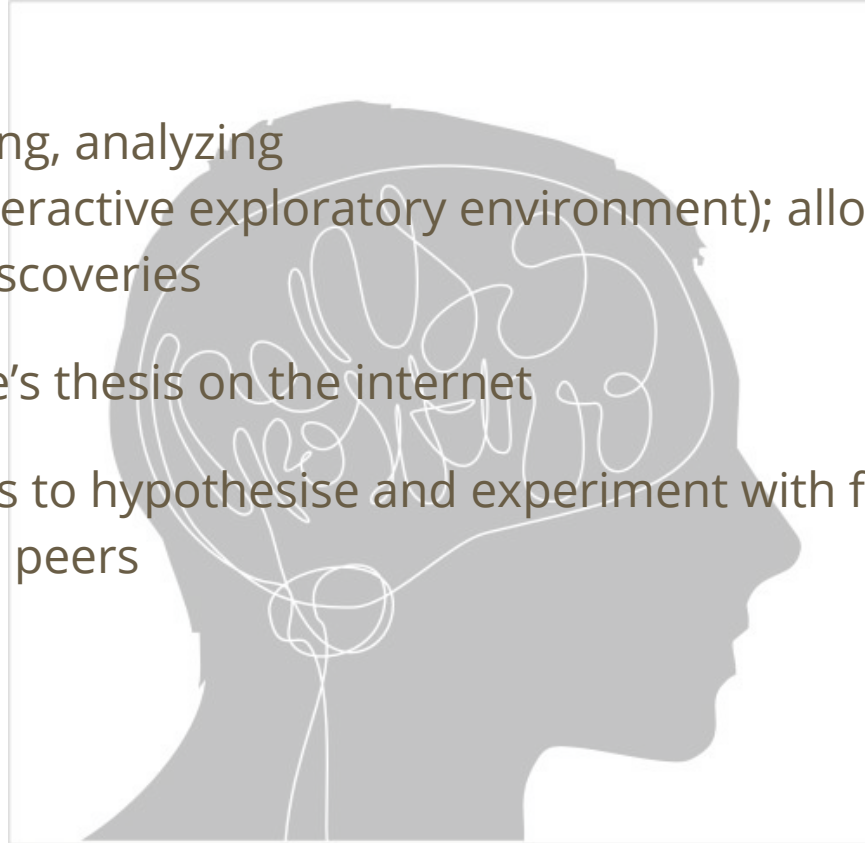 ng, analyzing
eractive exploratory environment); allo
scoveries
e’s thesis on the internet
s to hypothesise and experiment with f
peers